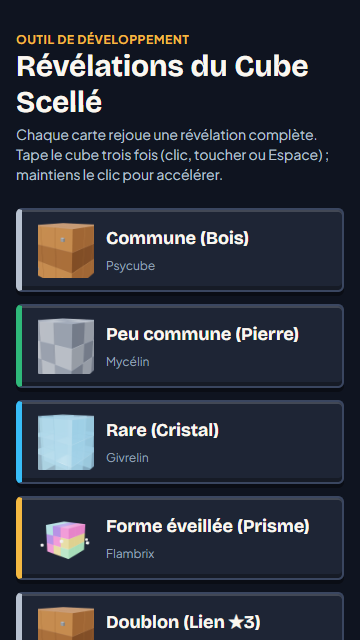 OUTIL DE DÉVELOPPEMENT
Révélations du Cube
Scellé
Chaque carte rejoue une révélation complète.
Tape le cube trois fois (clic, toucher ou Espace) ;
maintiens le clic pour accélérer.
Commune (Bois)
Psycube
Peu commune (Pierre)
Mycélin
Rare (Cristal)
Givrelin
Forme éveillée (Prisme)
Flambrix
Doublon (Lien ★3)